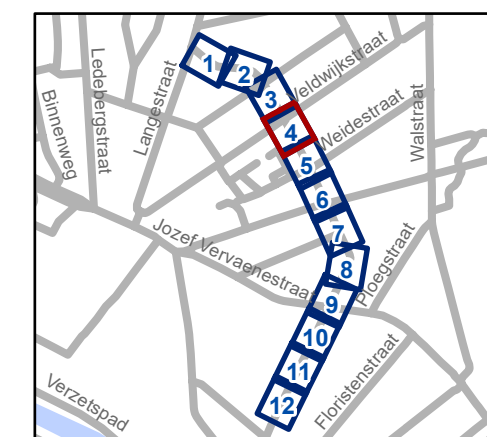 Binnenweg
Ledebergstraat
Langestraat
Veldwijkstraat
Weidestraat
Walstraat
Jozef Vervaenestraat
Ploegstraat
Floristenstraat
Verzetspad
1
2
3
4
5
6
7
8
9
10
11
12